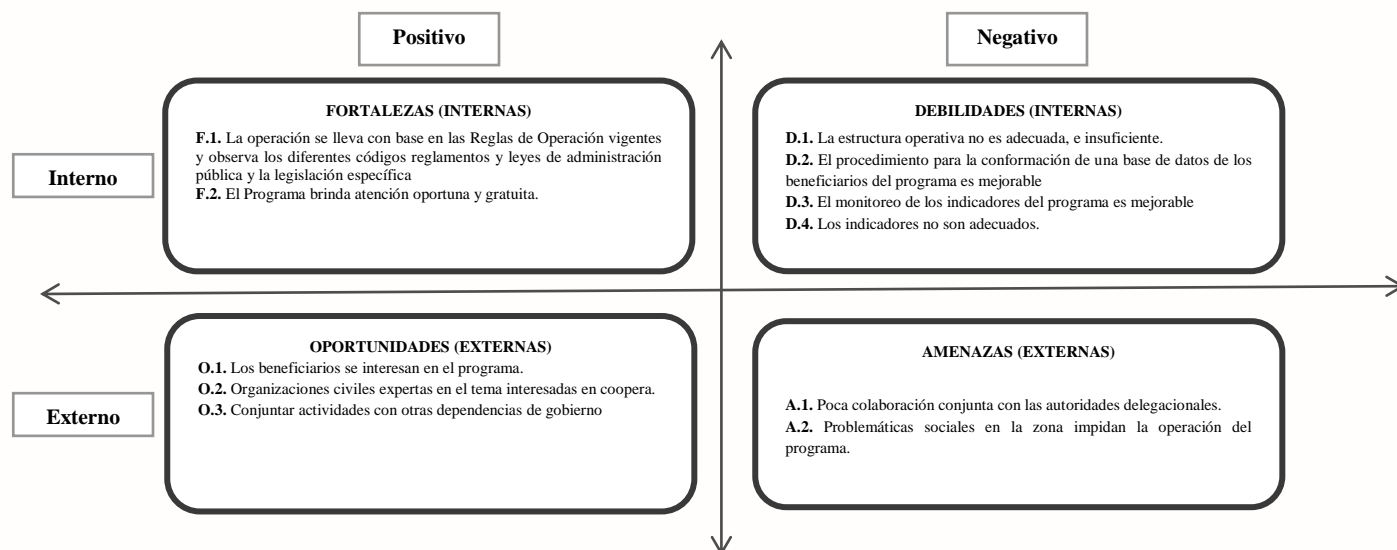 Positivo
Negativo
Interno
FORTALEZAS (INTERNAS)
F.1. La operación se lleva con base en las Reglas de Operación vigentes
y observa los diferentes códigos reglamentos y leyes de administración
pública y la legislación específica
F.2. El Programa brinda atención oportuna y gratuita.
DEBILIDADES (INTERNAS)
D.1. La estructura operativa no es adecuada, e insuficiente.
D.2. El procedimiento para la conformación de una base de datos de los
beneficiarios del programa es mejorable
D.3. El monitoreo de los indicadores del programa es mejorable
D.4. Los indicadores no son adecuados.
Externo
OPORTUNIDADES (EXTERNAS)
O.1. Los beneficiarios se interesan en el programa.
O.2. Organizaciones civiles expertas en el tema interesadas en coopera.
O.3. Conjuntar actividades con otras dependencias de gobierno
AMENAZAS (EXTERNAS)
A.1. Poca colaboración conjunta con las autoridades delegacionales.
A.2. Problemáticas sociales en la zona impidan la operación del
programa.